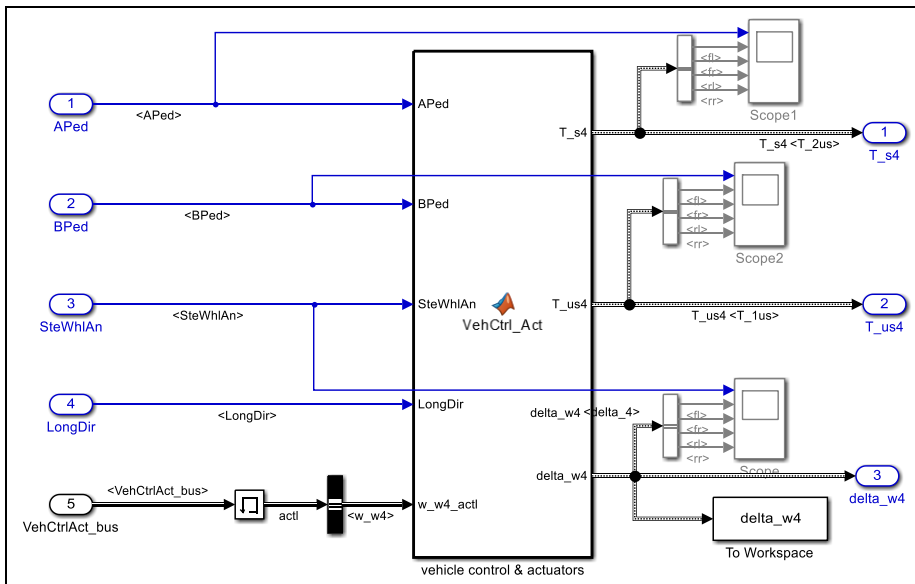 1
APed
<APed>
2
BPed
<BPed>
3
SteWhlAn
<SteWhlAn>
4
LongDir
<LongDir>
5
VehCtrlAct_bus
<VehCtrlAct_bus>
actl
<w_w4>
APed
BPed
SteWhlAn
LongDir
w_w4_actl
VehCtrl_Act
T_s4
T_us4
delta_w4 <delta_4>
delta_w4
vehicle control & actuators
<fl>
<fr>
<rl>
<rr>
Scope1
T_s4 <T_2us>
1
T_s4
<fl>
<fr>
<rl>
<rr>
Scope2
T_us4 <T_1us>
2
T_us4
<fl>
<fr>
<rl>
<rr>
Scope
3
delta_w4
delta_w4
To Workspace